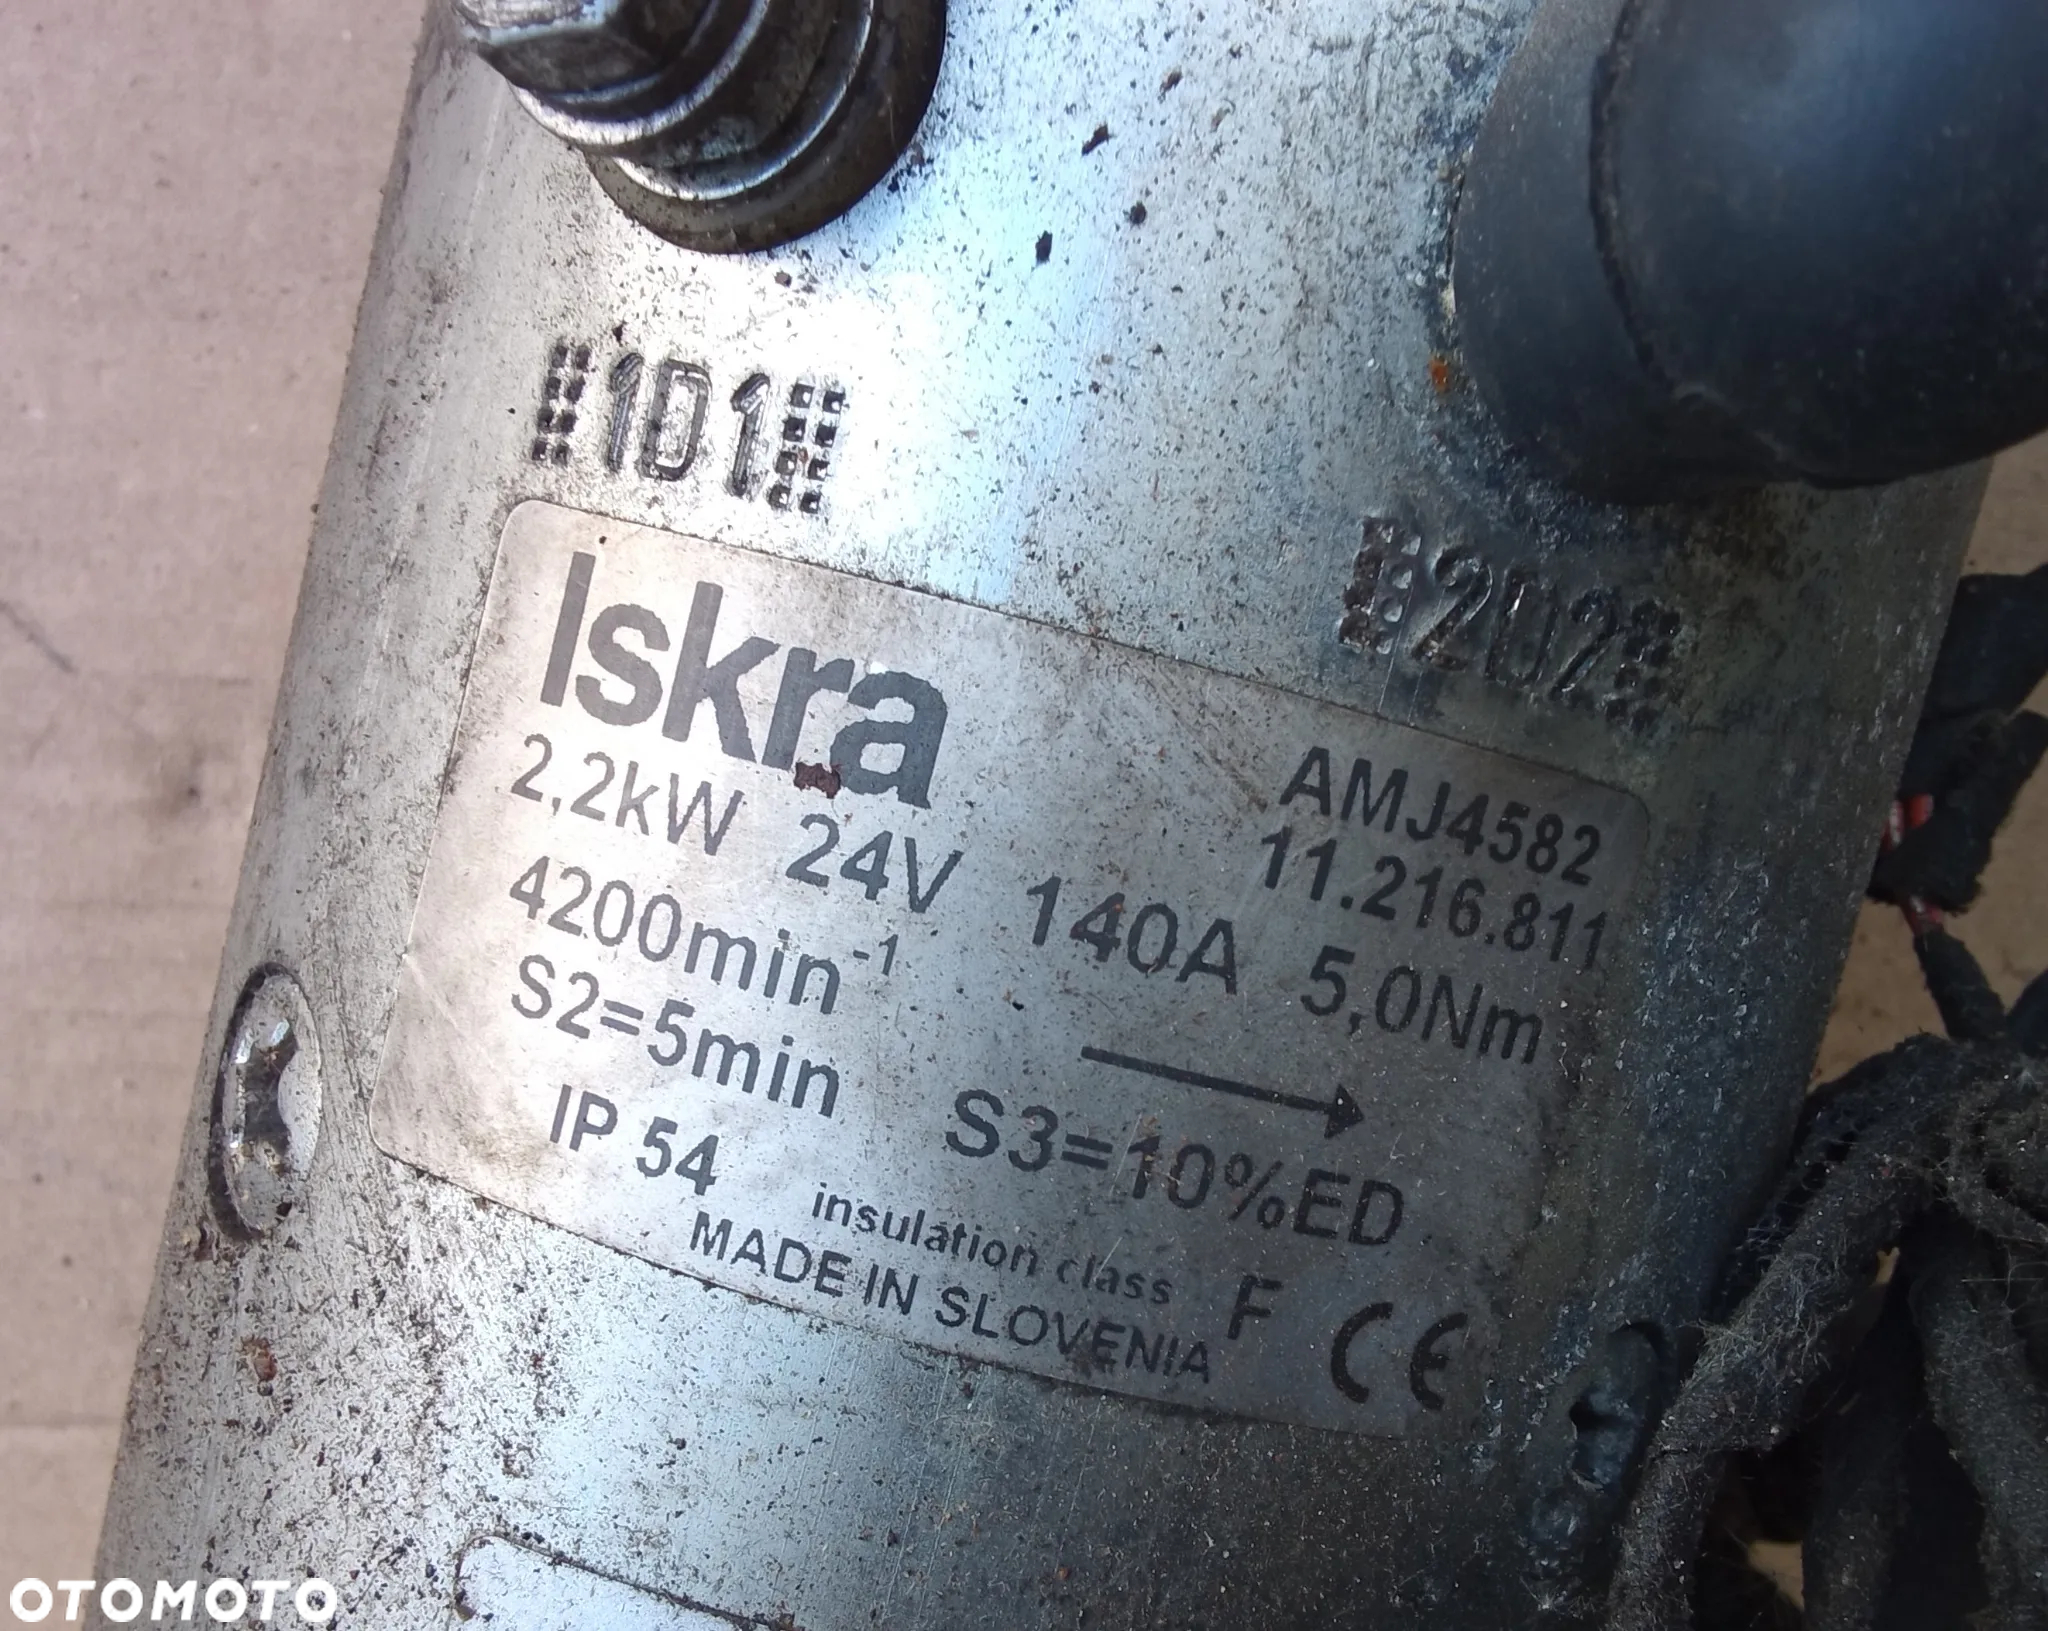 1D1
2D2
Iskra
AMJ4582
11.216.811
2,2kW 24V 140A 5,0Nm
4200min⁻¹
S2=5min S3=10%ED
IP 54 insulation class F
MADE IN SLOVENIA CE
OTOMOTO